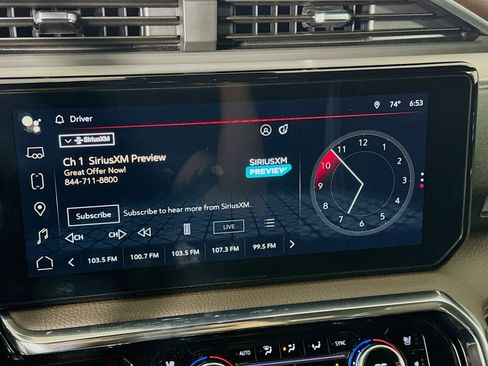 Driver
74° 6:53
SiriusXM
Ch 1 SiriusXM Preview
Great Offer Now!
844-711-8800
SIRIUSXM
PREVIEW
Subscribe Subscribe to hear more from SiriusXM.
CH CH LIVE
103.5 FM 100.7 FM 103.5 FM 107.3 FM 99.5 FM
12 1 2 3 4 5 6 7 8 9 10 11
AUTO SYNC